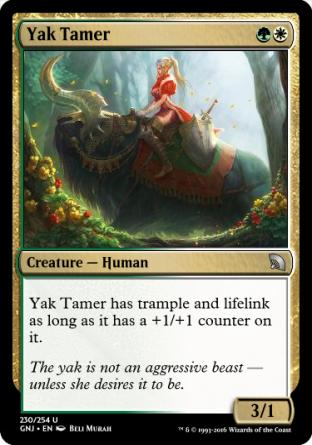 Yak Tamer
Creature — Human
Yak Tamer has trample and lifelink
as long as it has a +1/+1 counter on
it.
The yak is not an aggressive beast —
unless she desires it to be.
3/1
230/254 U
GNJ • EN Beli Murah
™ & © 1993-2016 Wizards of the Coast